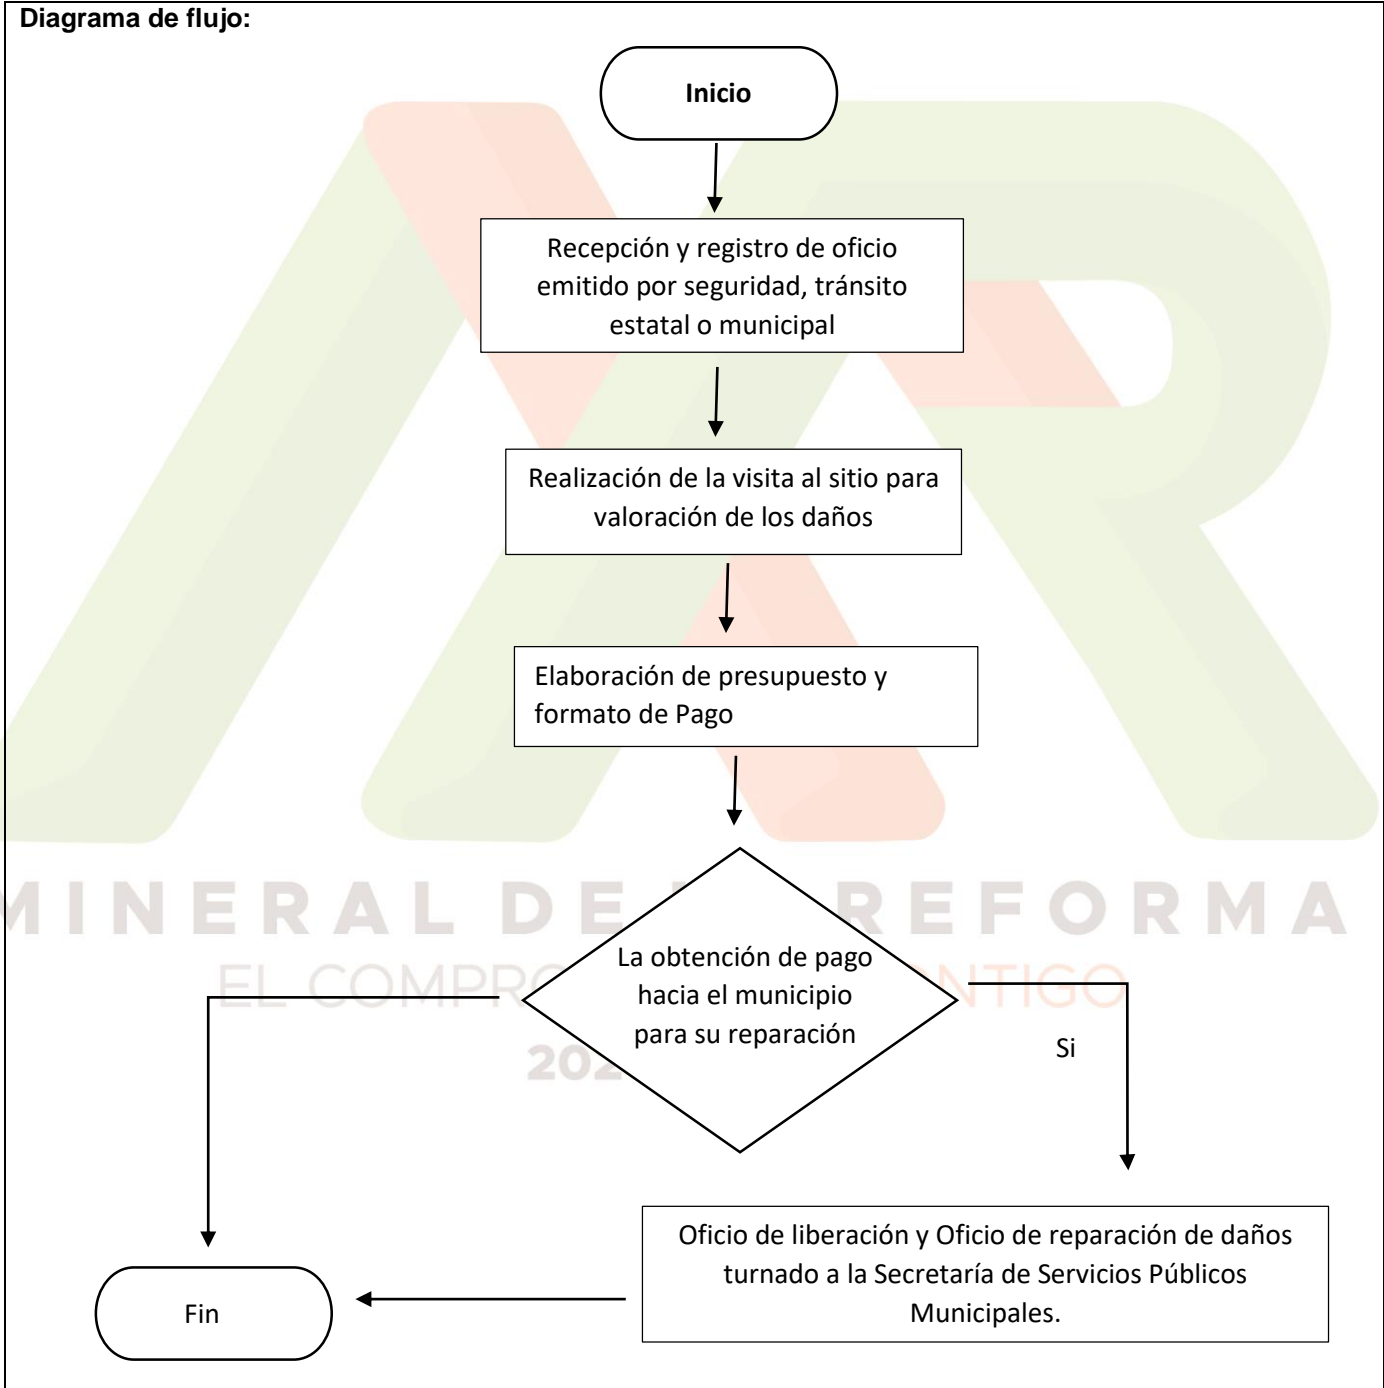 Diagrama de flujo:
Inicio
Recepción y registro de oficio
emitido por seguridad, tránsito
estatal o municipal
Realización de la visita al sitio para
valoración de los daños
Elaboración de presupuesto y
formato de Pago
MINERAL DE REFORMA
La obtención de pago
hacia el municipio
para su reparación
EL
Si
Oficio de liberación y Oficio de reparación de daños
turnado a la Secretaría de Servicios Públicos
Municipales.
Fin